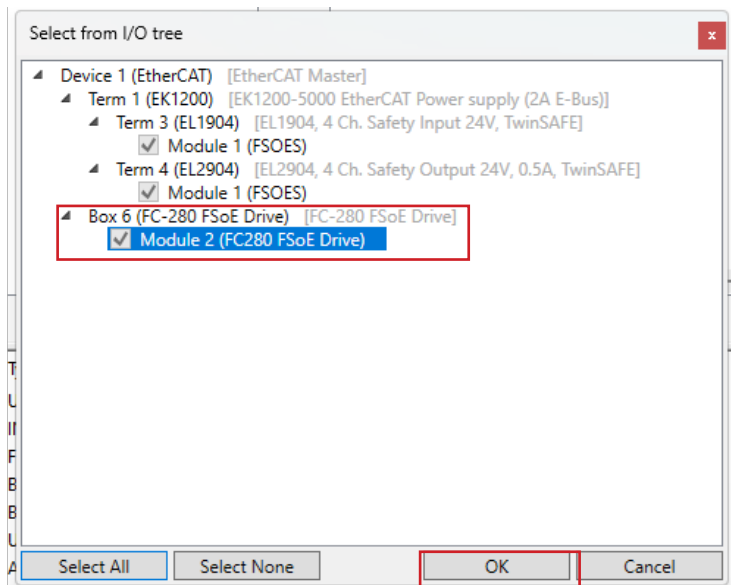 Select from I/O tree
x
Device 1 (EtherCAT) [EtherCAT Master]
Term 1 (EK1200) [EK1200-5000 EtherCAT Power supply (2A E-Bus)]
Term 3 (EL1904) [EL1904, 4 Ch. Safety Input 24V, TwinSAFE]
Module 1 (FSOES)
Term 4 (EL2904) [EL2904, 4 Ch. Safety Output 24V, 0.5A, TwinSAFE]
Module 1 (FSOES)
Box 6 (FC-280 FSoE Drive) [FC-280 FSoE Drive]
Module 2 (FC280 FSoE Drive)
Select All Select None OK Cancel